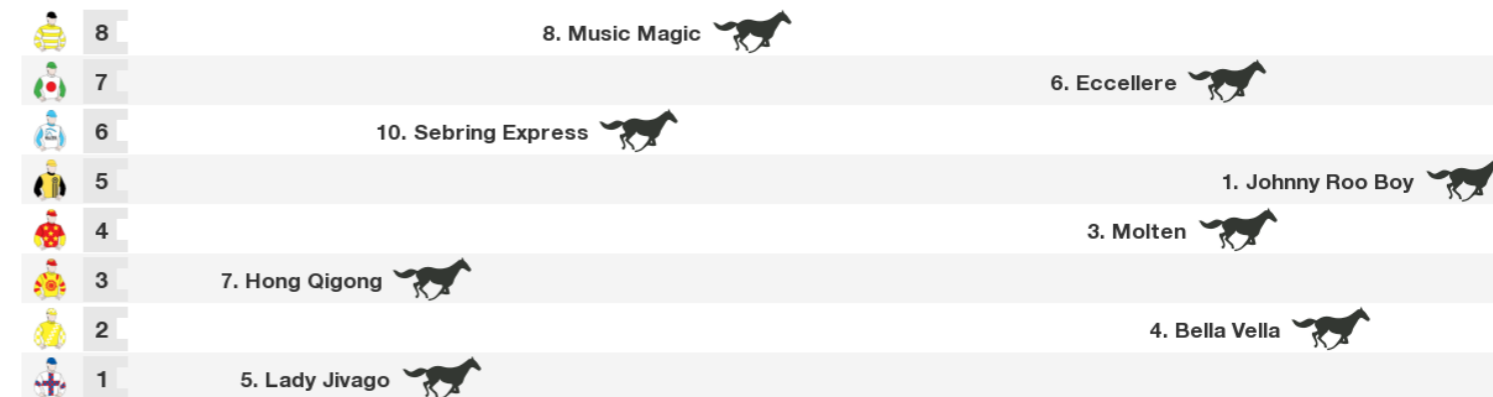 8 8. Music Magic
7 6. Eccellere
6 10. Sebring Express
5 1. Johnny Roo Boy
4 3. Molten
3 7. Hong Qigong
2 4. Bella Vella
1 5. Lady Jivago